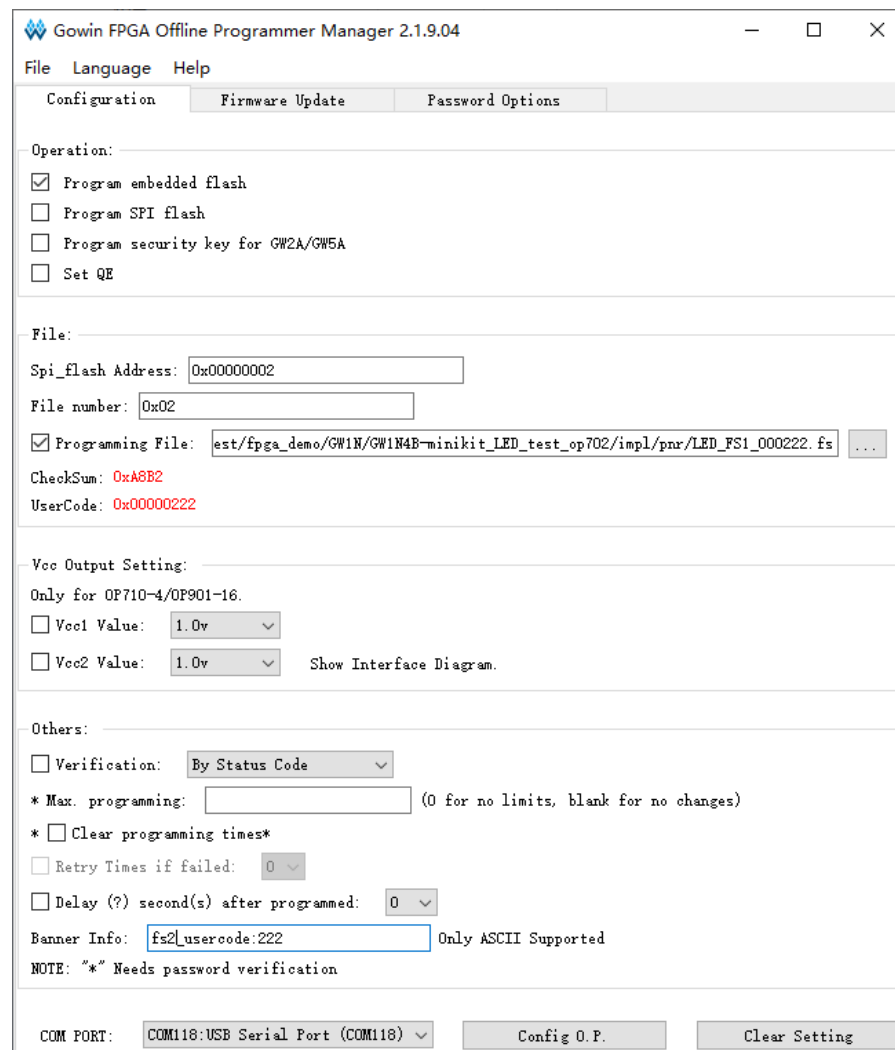 Gowin FPGA Offline Programmer Manager 2.1.9.04
File Language Help
Configuration Firmware Update Password Options
Operation:
Program embedded flash
Program SPI flash
Program security key for GW2A/GW5A
Set QE
File:
Spi_flash Address: 0x00000002
File number: 0x02
Programming File: est/fpga_demo/GW1N/GW1N4B-minikit_LED_test_op702/impl/pnr/LED_FS1_000222.fs ...
CheckSum: 0xA8B2
UserCode: 0x00000222
Vcc Output Setting:
Only for OP710-4/OP901-16.
Vcc1 Value: 1.0v
Vcc2 Value: 1.0v Show Interface Diagram.
Others:
Verification: By Status Code
* Max. programming: (0 for no limits, blank for no changes)
* Clear programming times*
Retry Times if failed: 0
Delay (?) second(s) after programmed: 0
Banner Info: fs2_usercode:222 Only ASCII Supported
NOTE: "*" Needs password verification
COM PORT: COM118:USB Serial Port (COM118) Config O.P. Clear Setting